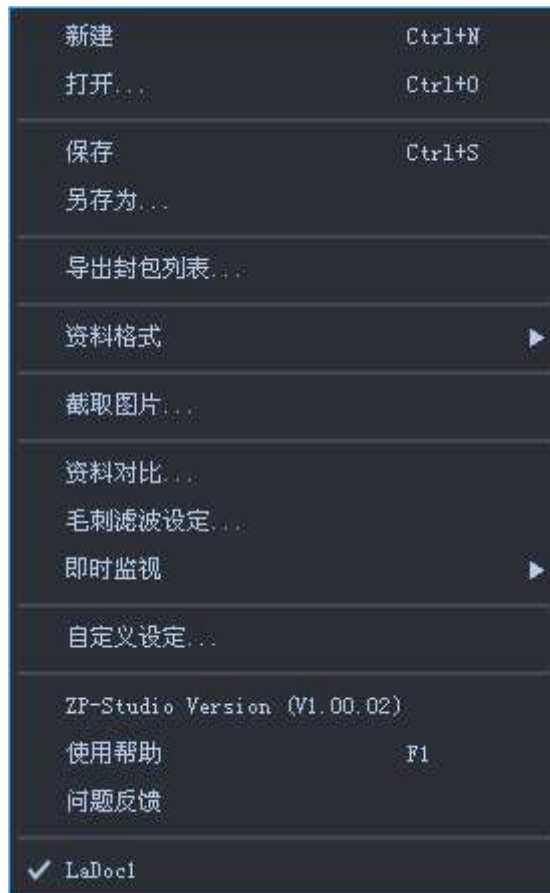 新建 Ctrl+N
打开... Ctrl+O
保存 Ctrl+S
另存为...
导出封包列表...
资料格式
截取图片...
资料对比...
毛刺滤波设定...
即时监视
自定义设定...
ZP-Studio Version (V1.00.02)
使用帮助 F1
问题反馈
LaDoc1